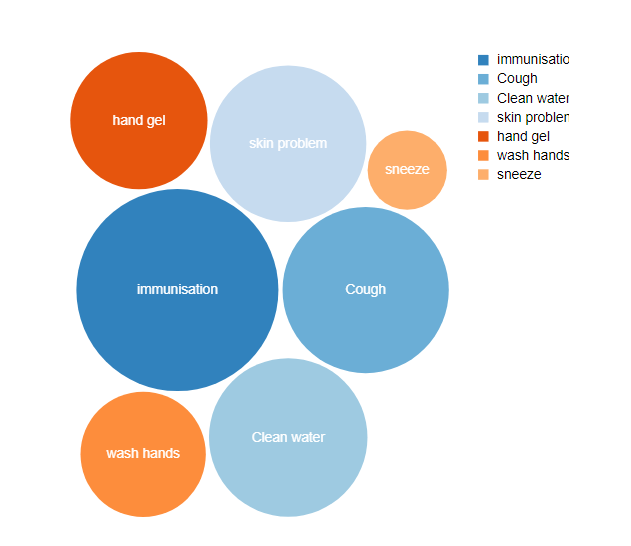 hand gel
skin problem
sneeze
immunisation
Cough
wash hands
Clean water
immunisatio
Cough
Clean water
skin problem
hand gel
wash hands
sneeze